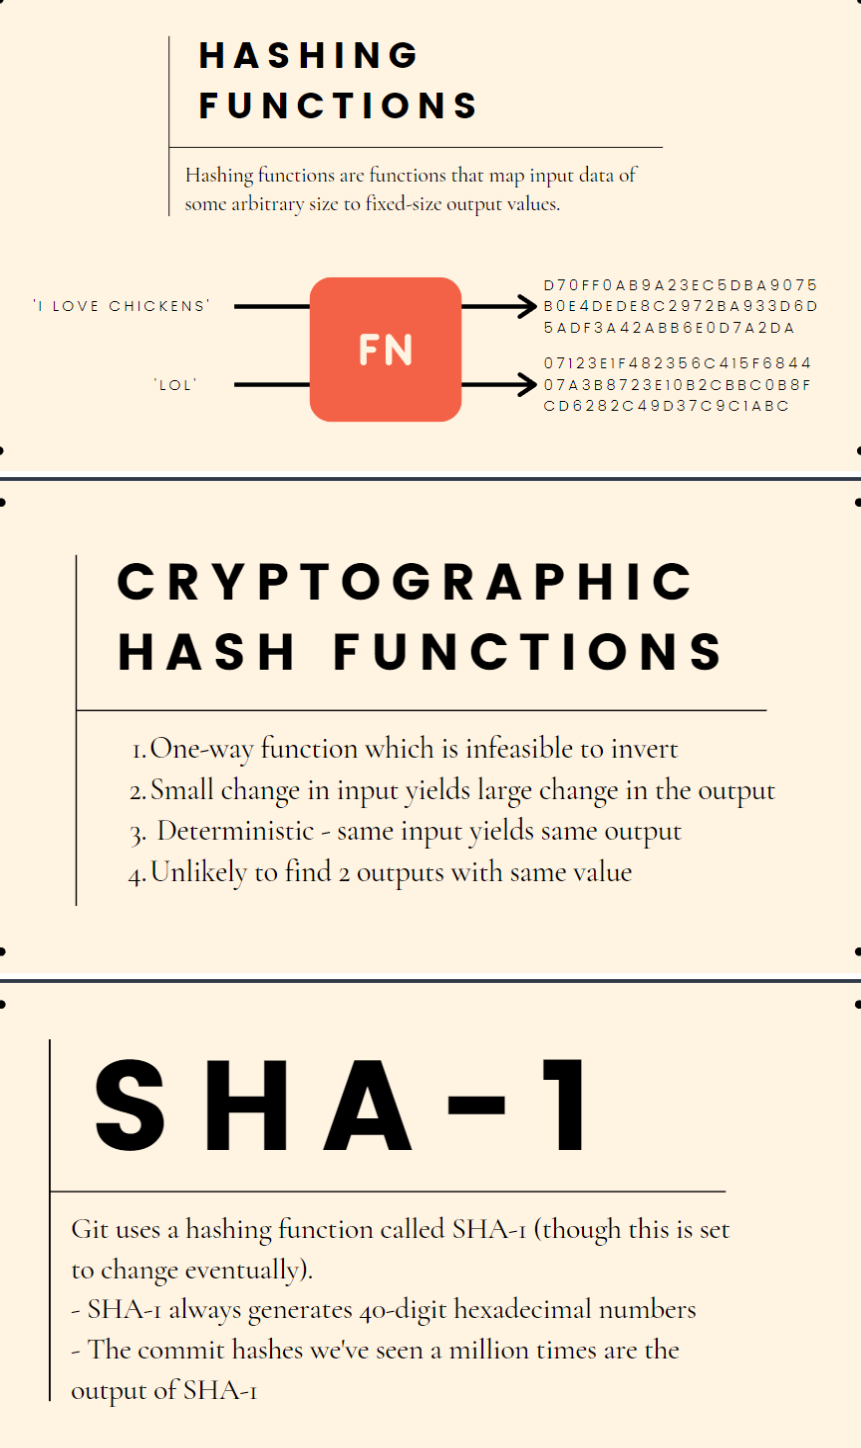 HASHING
FUNCTIONS
Hashing functions are functions that map input data of
some arbitrary size to fixed-size output values.
'I LOVE CHICKENS'
FN
D70FF0AB9A23EC5DBA9075
B0E4DEDE8C2972BA933D6D
5ADF3A42ABB6E0D7A2DA
'LOL'
07123E1F482356C415F6844
07A3B8723E10B2CBBC0B8F
CD6282C49D37C9C1ABC
CRYPTOGRAPHIC
HASH FUNCTIONS
1. One-way function which is infeasible to invert
2. Small change in input yields large change in the output
3. Deterministic - same input yields same output
4. Unlikely to find 2 outputs with same value
SHA-1
Git uses a hashing function called SHA-1 (though this is set
to change eventually).
- SHA-1 always generates 40-digit hexadecimal numbers
- The commit hashes we've seen a million times are the
output of SHA-1